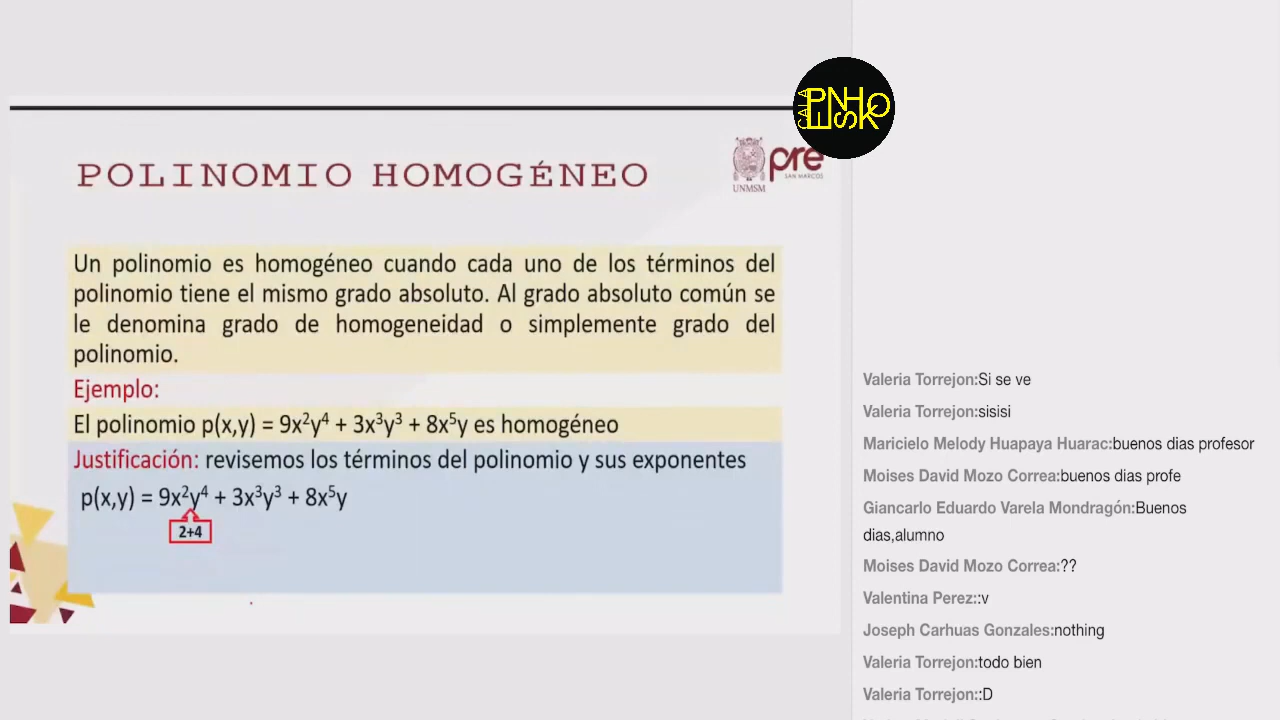 CALA
PEN
HO
SK
POLINOMIO HOMOGÉNEO
pre
SAN MARCOS
UNMSM
Un polinomio es homogéneo cuando cada uno de los términos del
polinomio tiene el mismo grado absoluto. Al grado absoluto común se
le denomina grado de homogeneidad o simplemente grado del
polinomio.
Ejemplo:
El polinomio p(x,y) = 9x²y⁴ + 3x³y³ + 8x⁵y es homogéneo
Justificación: revisemos los términos del polinomio y sus exponentes
p(x,y) = 9x²y⁴ + 3x³y³ + 8x⁵y
2+4
Valeria Torrejon:Si se ve
Valeria Torrejon:sisisi
Maricielo Melody Huapaya Huarac:buenos dias profesor
Moises David Mozo Correa:buenos dias profe
Giancarlo Eduardo Varela Mondragón:Buenos
dias,alumno
Moises David Mozo Correa:??
Valentina Perez::v
Joseph Carhuas Gonzales:nothing
Valeria Torrejon:todo bien
Valeria Torrejon::D